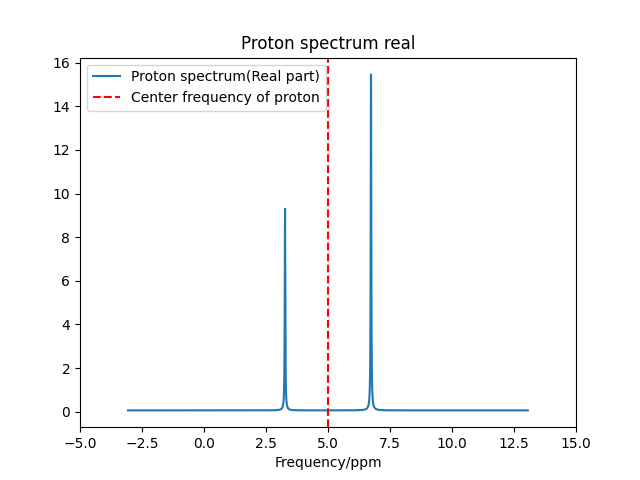 Proton spectrum real
Proton spectrum(Real part)
Center frequency of proton
16
14
12
10
8
6
4
2
0
−5.0 −2.5 0.0 2.5 5.0 7.5 10.0 12.5 15.0
Frequency/ppm